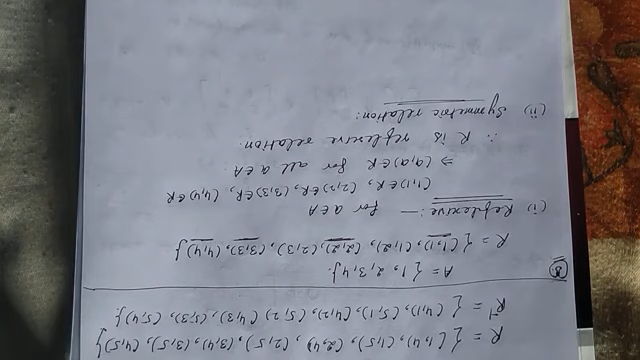 R = { (1,4), (1,5), (2,4), (2,5), (3,4), (3,5), (4,5) }
R⁻¹ = { (4,1), (5,1), (4,2), (5,2) (4,3), (5,3), (5,4) }
⑧ A = { 1, 2, 3, 4 }.
R = { (1,1), (1,2), (2,2), (2,3), (3,3), (4,4) }
(i) Reflexive :— for a∈A
(1,1)∈R, (2,2)∈R, (3,3)∈R, (4,4)∈R
⇒ (a,a)∈R for all a∈A.
∴ R is reflexive relation.
(ii) Symmetric relation: